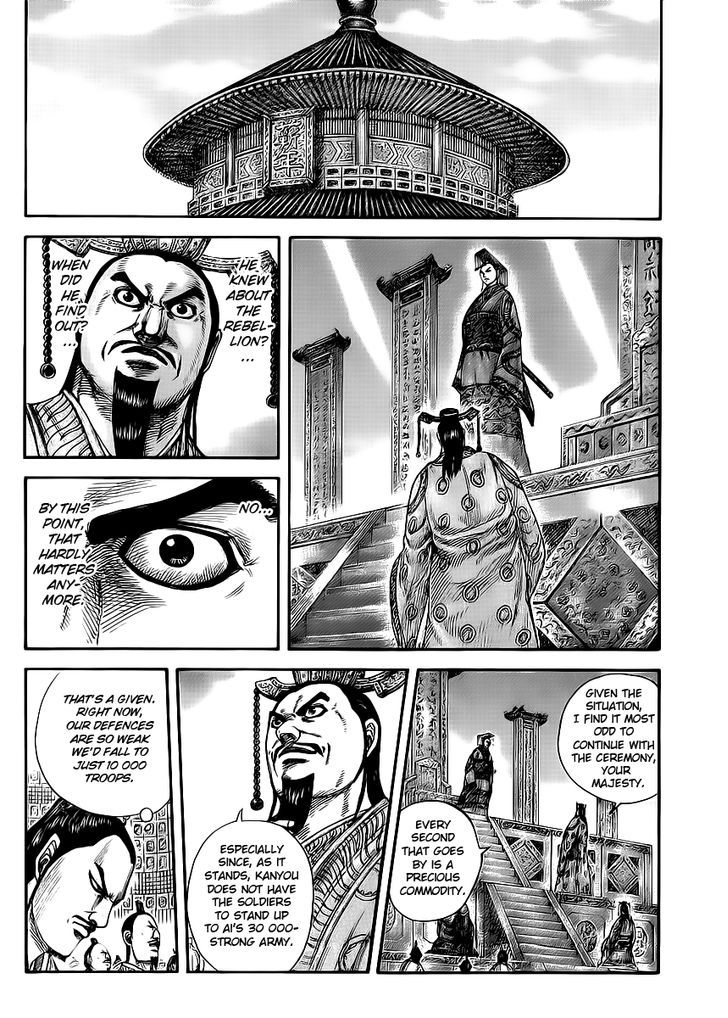 蘄年
HE
KNEW
ABOUT
THE
REBEL-
LION?
...
WHEN
DID
HE
FIND
OUT?
...
NO...
BY THIS
POINT,
THAT
HARDLY
MATTERS
ANY-
MORE.
GIVEN THE
SITUATION,
I FIND IT MOST
ODD TO
CONTINUE WITH
THE CEREMONY,
YOUR
MAJESTY.
EVERY
SECOND
THAT GOES
BY IS A
PRECIOUS
COMMODITY.
ESPECIALLY
SINCE, AS IT
STANDS, KANYOU
DOES NOT HAVE
THE SOLDIERS
TO STAND UP
TO AI'S 30 000-
STRONG ARMY.
THAT'S A GIVEN.
RIGHT NOW,
OUR DEFENCES
ARE SO WEAK
WE'D FALL TO
JUST 10 000
TROOPS.